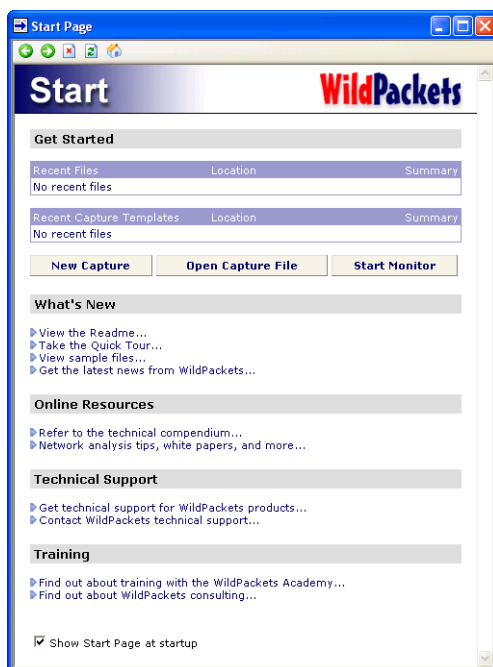 Start Page
Start WildPackets
Get Started
Recent Files Location Summary
No recent files
Recent Capture Templates Location Summary
No recent files
New Capture Open Capture File Start Monitor
What's New
View the Readme...
Take the Quick Tour...
View sample files...
Get the latest news from WildPackets...
Online Resources
Refer to the technical compendium...
Network analysis tips, white papers, and more...
Technical Support
Get technical support for WildPackets products...
Contact WildPackets technical support...
Training
Find out about training with the WildPackets Academy...
Find out about WildPackets consulting...
Show Start Page at startup